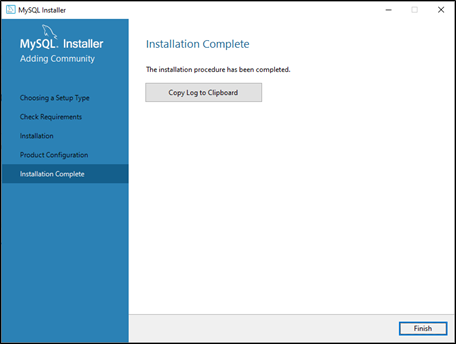 MySQL Installer
MySQL. Installer
Adding Community
Choosing a Setup Type
Check Requirements
Installation
Product Configuration
Installation Complete
Installation Complete
The installation procedure has been completed.
Copy Log to Clipboard
Finish